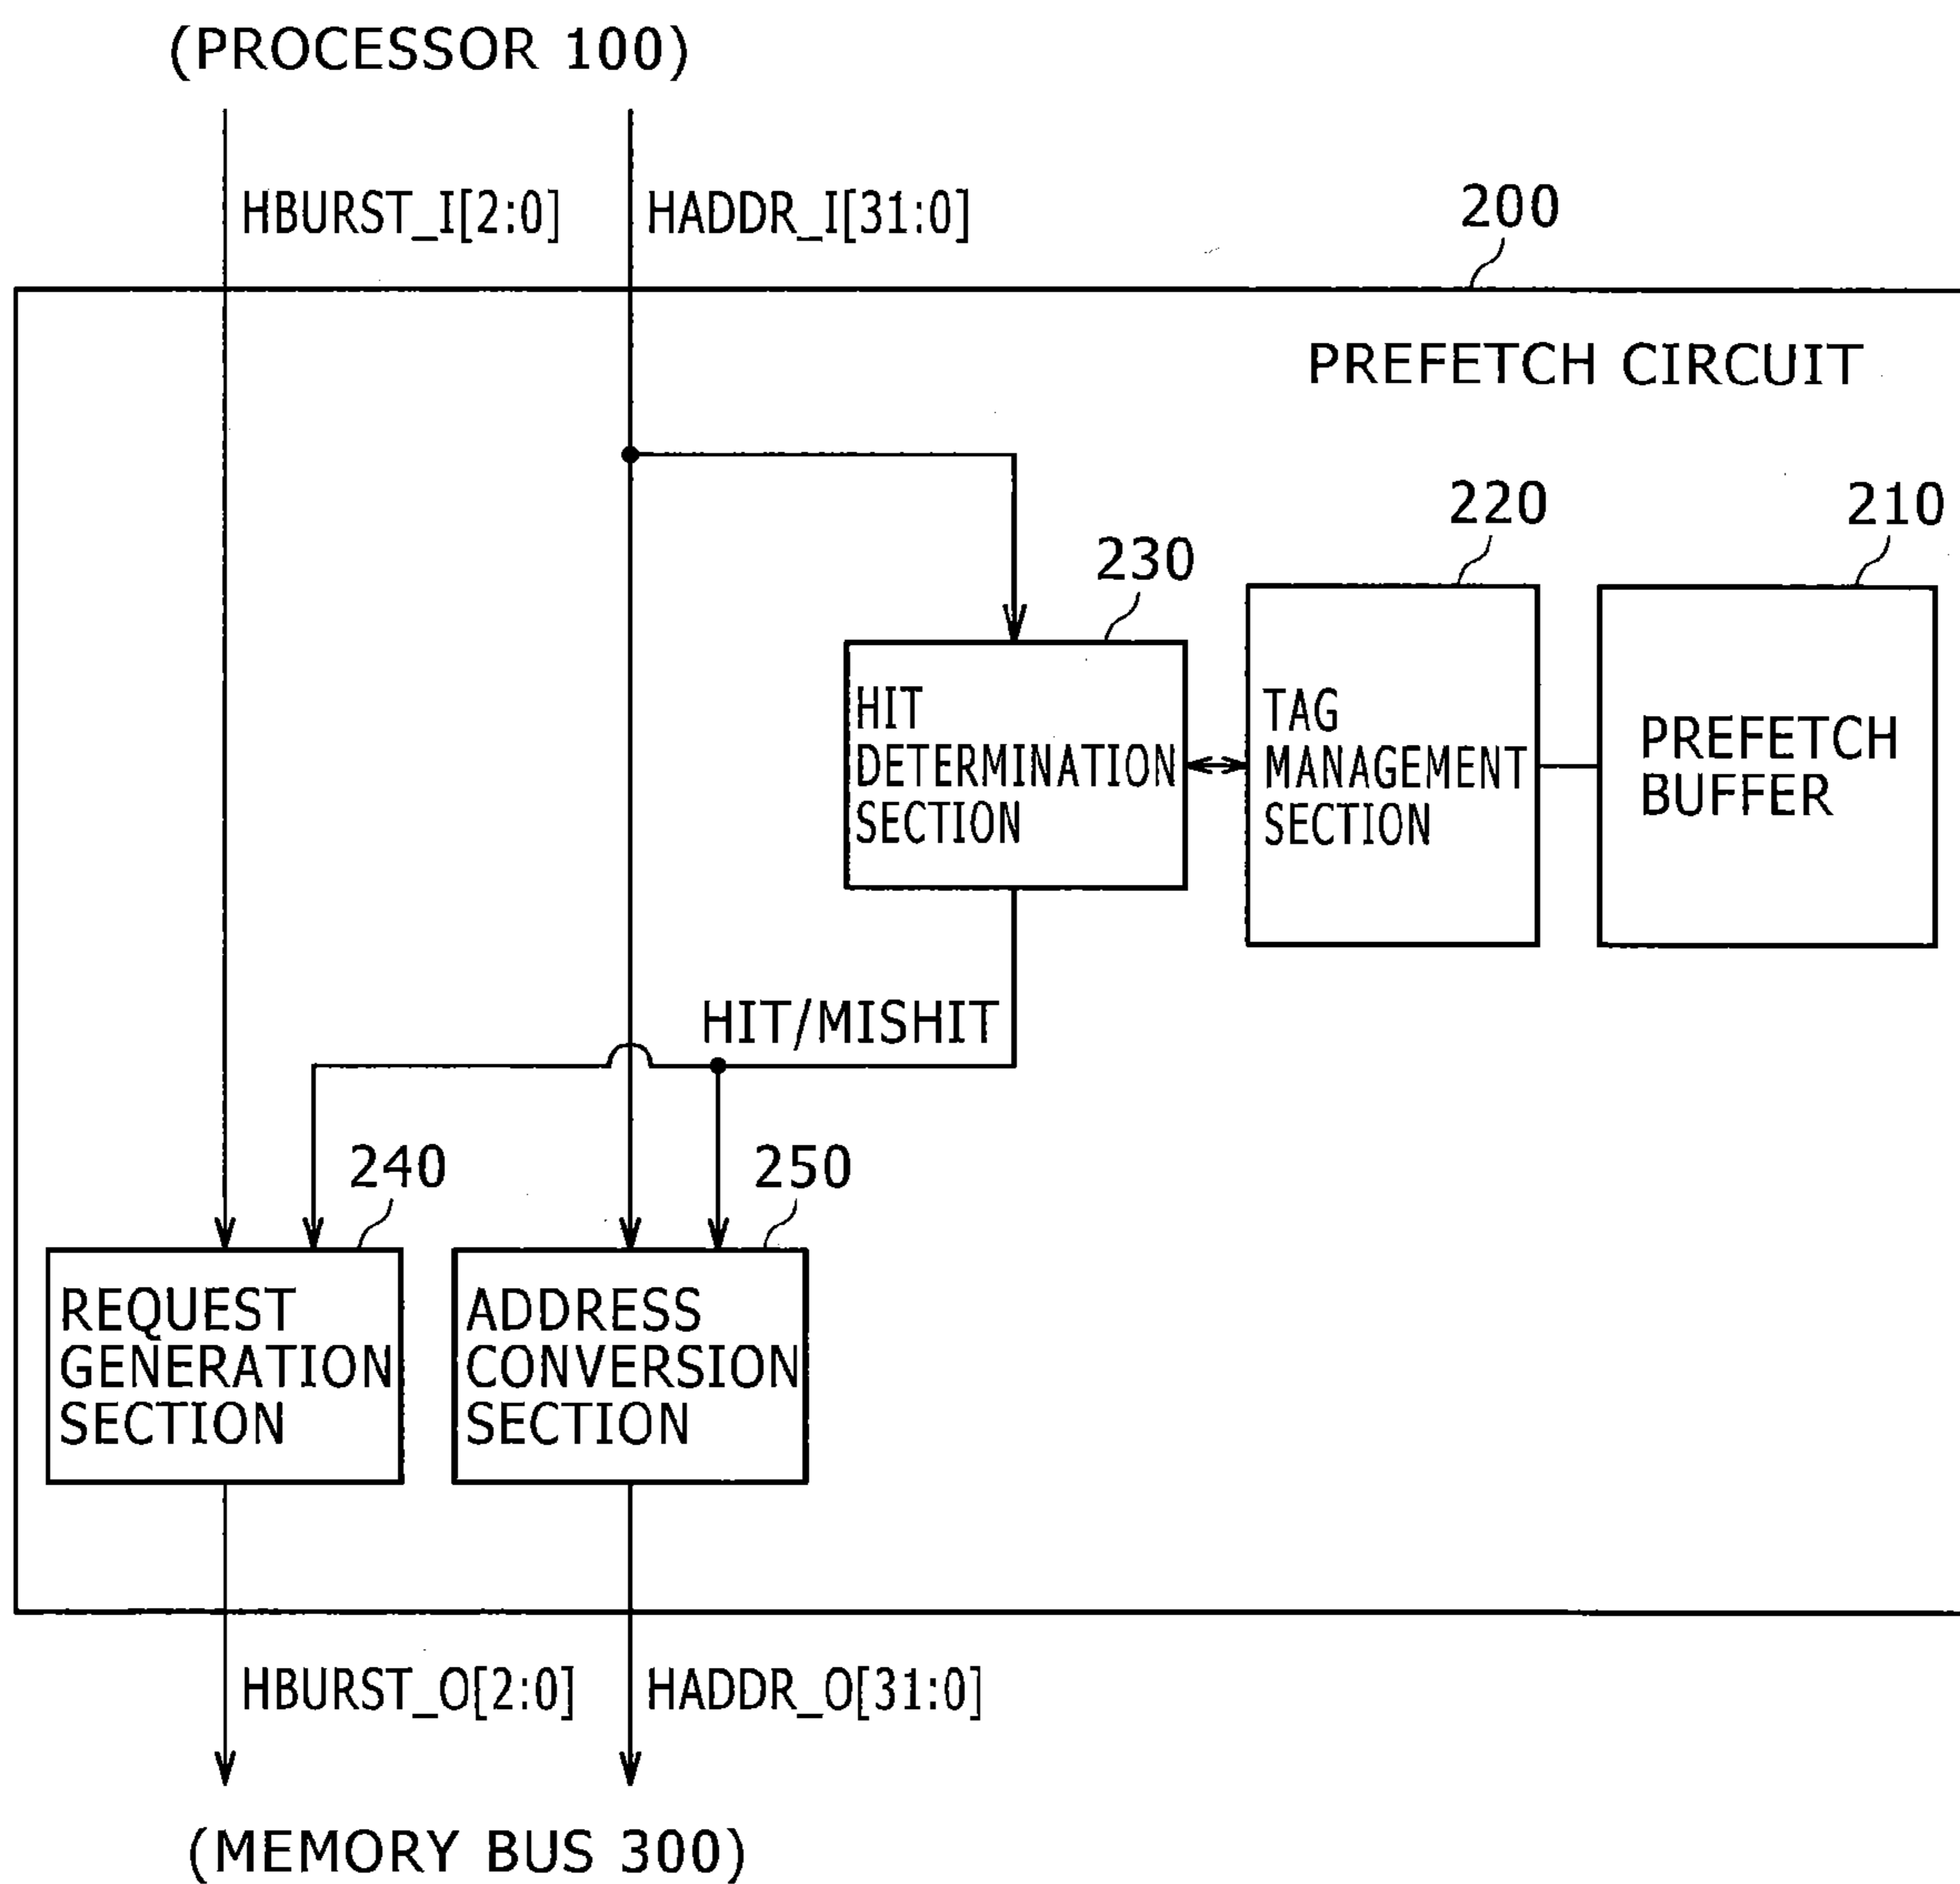 (PROCESSOR 100)
HBURST_I[2:0]
HADDR_I[31:0]
200
PREFETCH CIRCUIT
220
210
230
HIT
DETERMINATION
SECTION
TAG
MANAGEMENT
SECTION
PREFETCH
BUFFER
HIT/MISHIT
240
250
REQUEST
GENERATION
SECTION
ADDRESS
CONVERSION
SECTION
HBURST_O[2:0]
HADDR_O[31:0]
(MEMORY BUS 300)